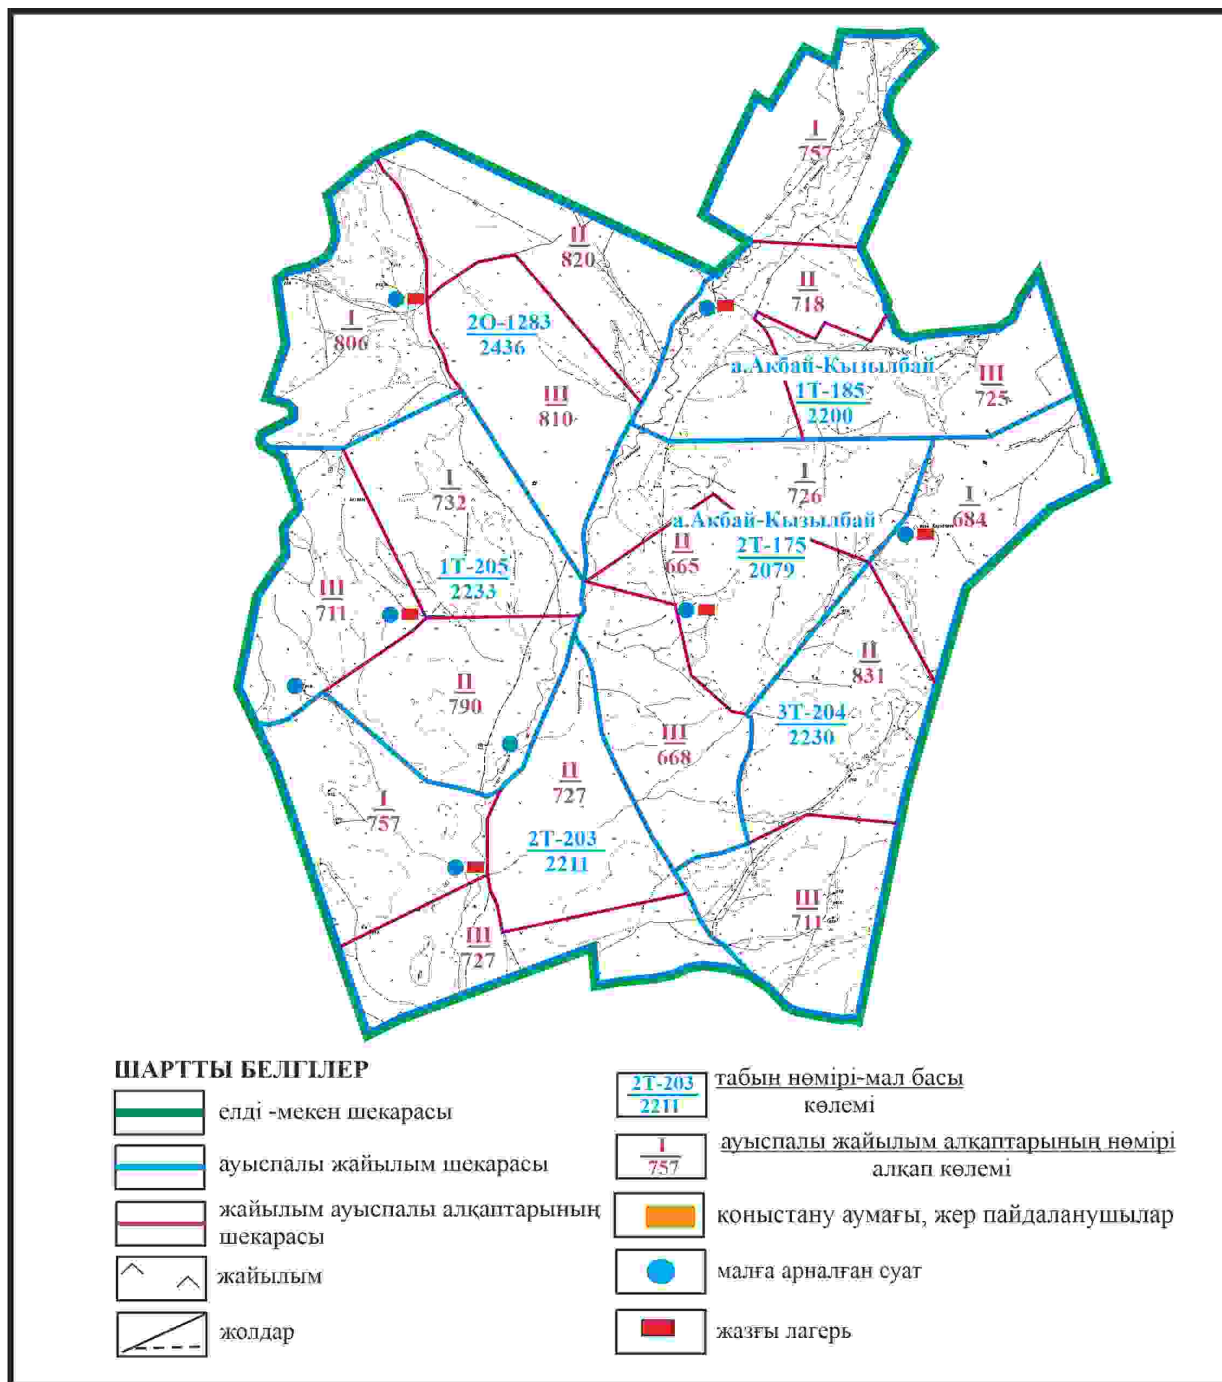 I
757
II
820
II
718
I
806
2О-1283
2436
а.Акбай-Кызылбай
1Т-185
2200
III
725
III
810
I
732
I
726
I
684
а.Акбай-Кызылбай
2Т-175
2079
II
665
1Т-205
2233
III
711
II
831
II
790
3Т-204
2230
III
668
II
727
I
757
2Т-203
2211
III
711
III
727
ШАРТТЫ БЕЛГІЛЕР
елді -мекен шекарасы
ауыспалы жайылым шекарасы
жайылым ауыспалы алқаптарының
шекарасы
жайылым
жолдар
2Т-203
2211
табын нөмірі-мал басы
көлемі
I
757
ауыспалы жайылым алқаптарының нөмірі
алқап көлемі
қоныстану аумағы, жер пайдаланушылар
малға арналған суат
жазғы лагерь